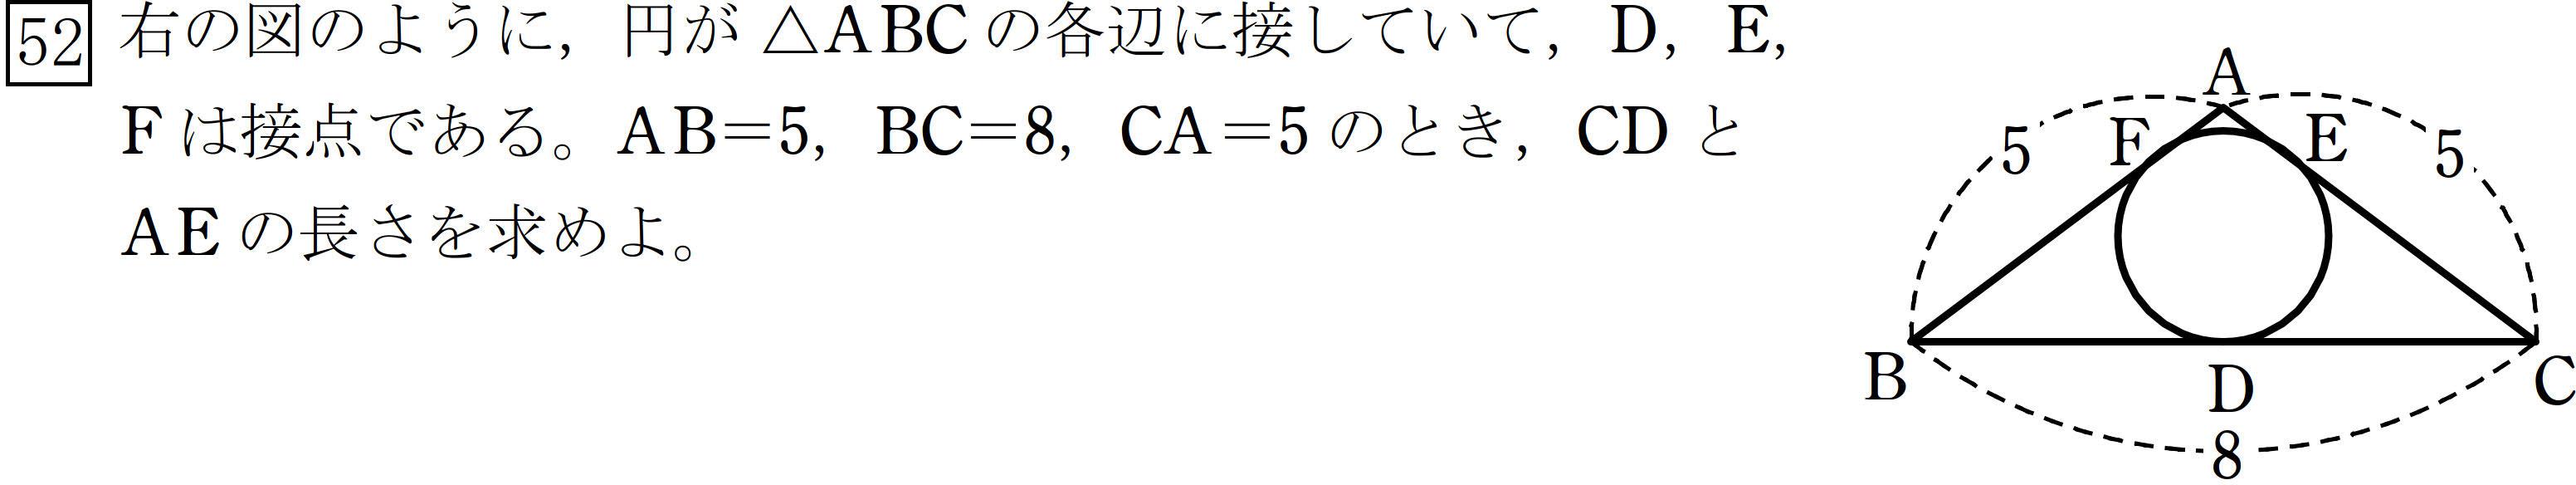 52 右の図のように，円が △ABC の各辺に接していて，D，E，
F は接点である。AB＝5，BC＝8，CA＝5 のとき，CD と
AE の長さを求めよ。
A
F
E
5
5
B
D
C
8